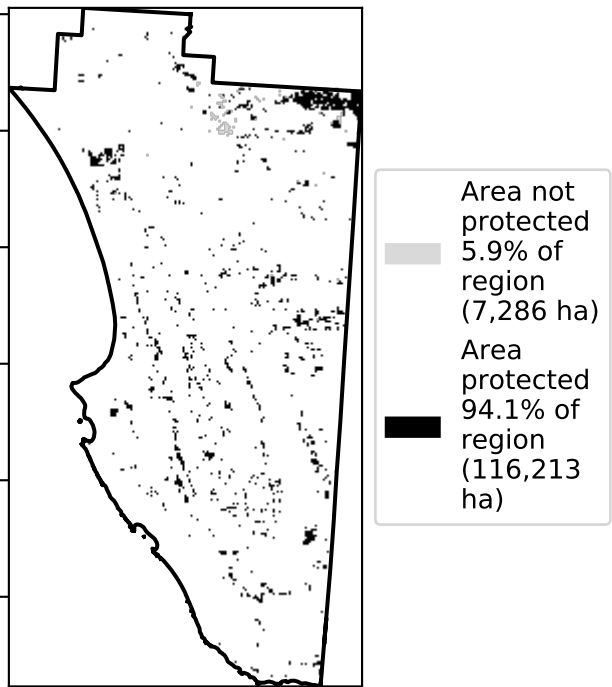 Area not
protected
5.9% of
region
(7,286 ha)
Area
protected
94.1% of
region
(116,213
ha)